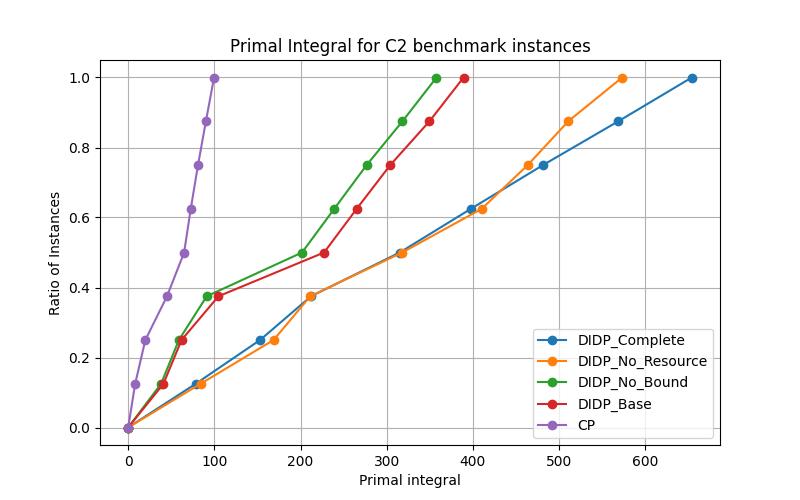 Primal Integral for C2 benchmark instances
Ratio of Instances
1.0
0.8
0.6
0.4
0.2
0.0
0 100 200 300 400 500 600
Primal integral
DIDP_Complete
DIDP_No_Resource
DIDP_No_Bound
DIDP_Base
CP